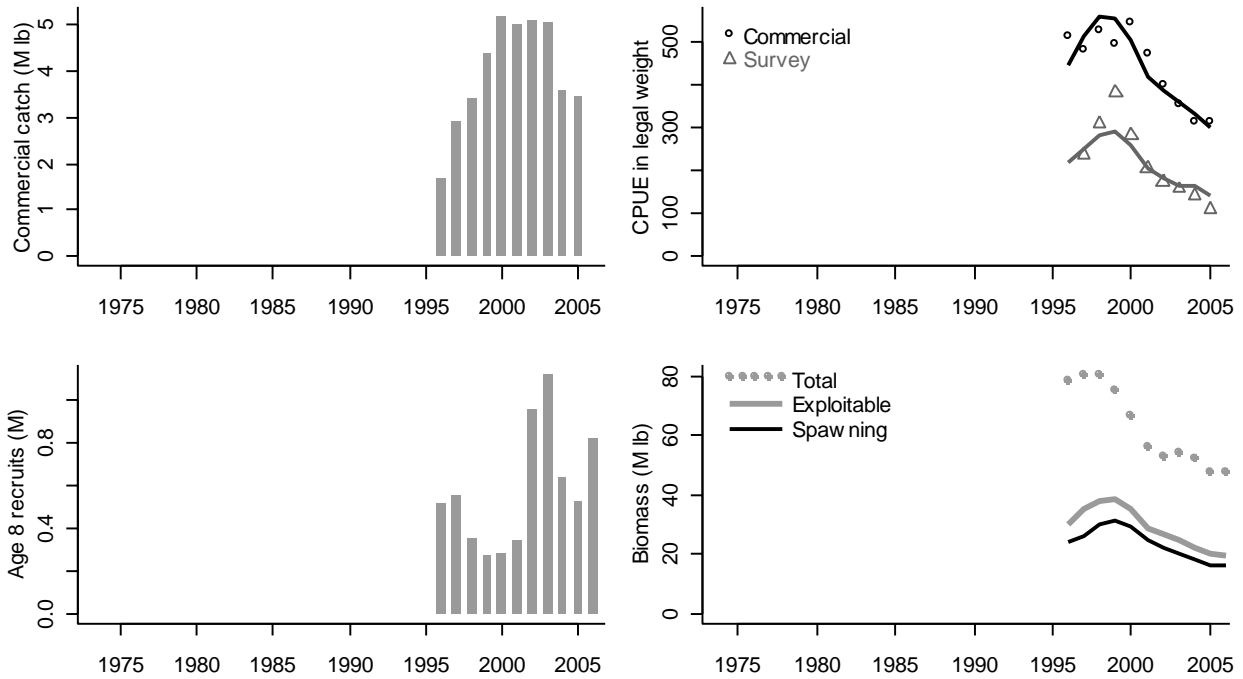 Commercial catch (M lb)
5
4
3
2
1
0
1975 1980 1985 1990 1995 2000 2005
CPUE in legal weight
500
300
100
0
Commercial
Survey
1975 1980 1985 1990 1995 2000 2005
Age 8 recruits (M)
0.8
0.4
0.0
1975 1980 1985 1990 1995 2000 2005
Biomass (M lb)
80
60
40
20
0
Total
Exploitable
Spawning
1975 1980 1985 1990 1995 2000 2005